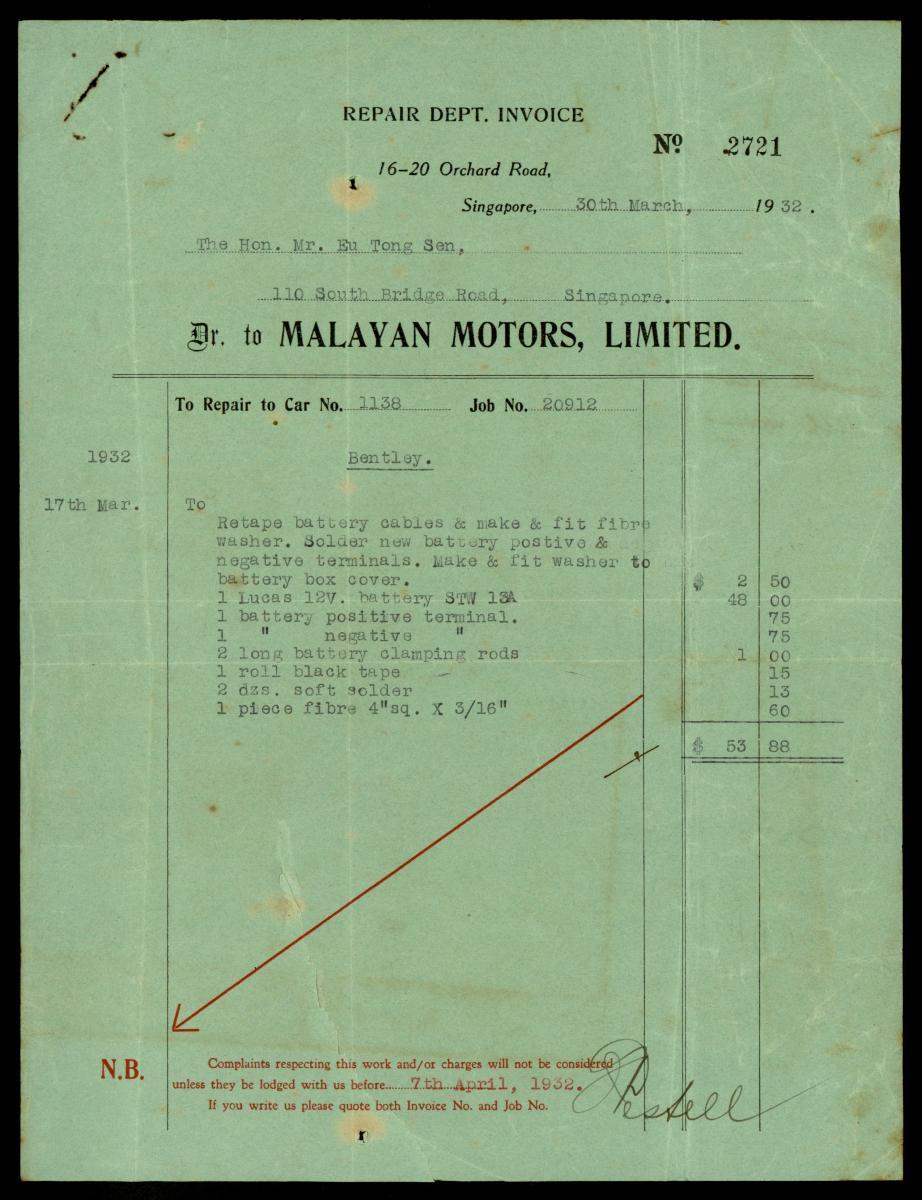 REPAIR DEPT. INVOICE
Nº 2721
16-20 Orchard Road,
Singapore, 30th March, 1932.
The Hon. Mr. Eu Tong Sen,
110 South Bridge Road, Singapore.
Dr. to MALAYAN MOTORS, LIMITED.
To Repair to Car No. 1138 Job No. 20912
1932 Bentley.
17th Mar. To
Retape battery cables & make & fit fibre
washer. Solder new battery postive &
negative terminals. Make & fit washer to
battery box cover. $ 2 50
1 Lucas 12V. battery STW 13A 48 00
1 battery positive terminal. 75
1 " negative " 75
2 long battery clamping rods 1 00
1 roll black tape 15
2 dzs. soft solder 13
1 piece fibre 4"sq. X 3/16" 60
$ 53 88
N.B. Complaints respecting this work and/or charges will not be considered
unless they be lodged with us before 7th April, 1932.
If you write us please quote both Invoice No. and Job No.
Pestell